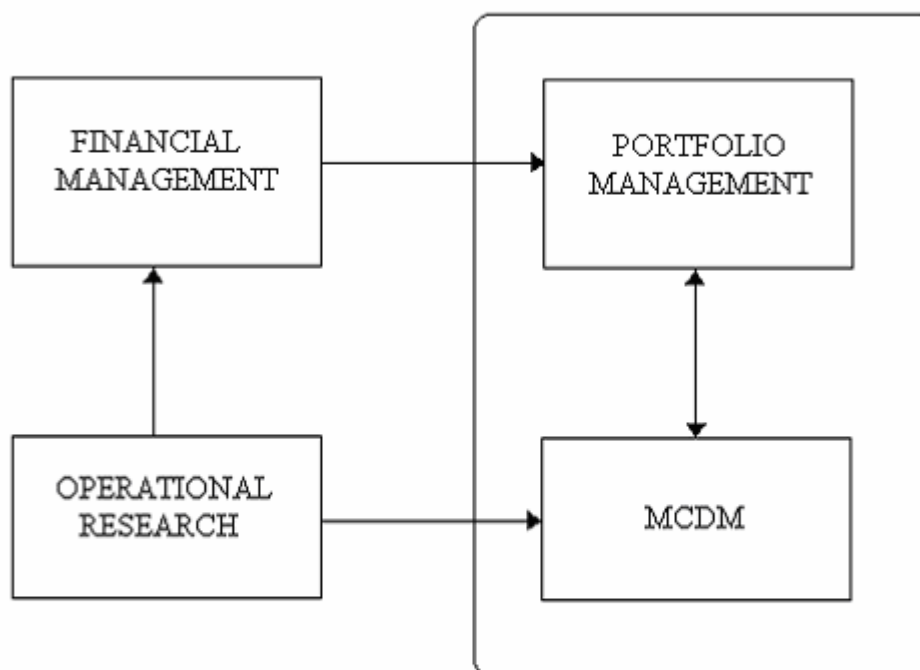 FINANCIAL
MANAGEMENT
PORTFOLIO
MANAGEMENT
OPERATIONAL
RESEARCH
MCDM